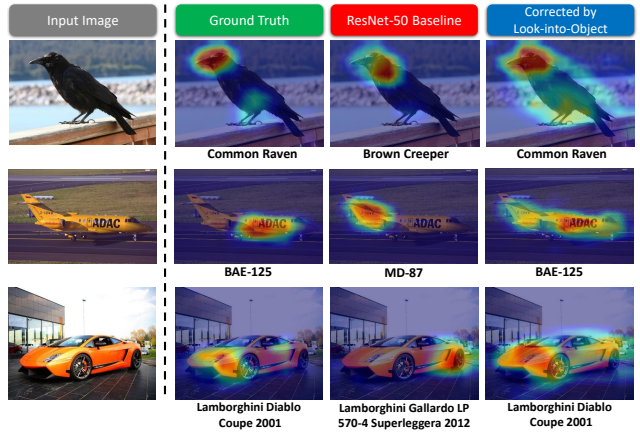 Input Image
Ground Truth
ResNet-50 Baseline
Corrected by
Look-into-Object
Common Raven
Brown Creeper
Common Raven
ADAC
ADAC
ADAC
ADAC
BAE-125
MD-87
BAE-125
Lamborghini Diablo
Coupe 2001
Lamborghini Gallardo LP
570-4 Superleggera 2012
Lamborghini Diablo
Coupe 2001